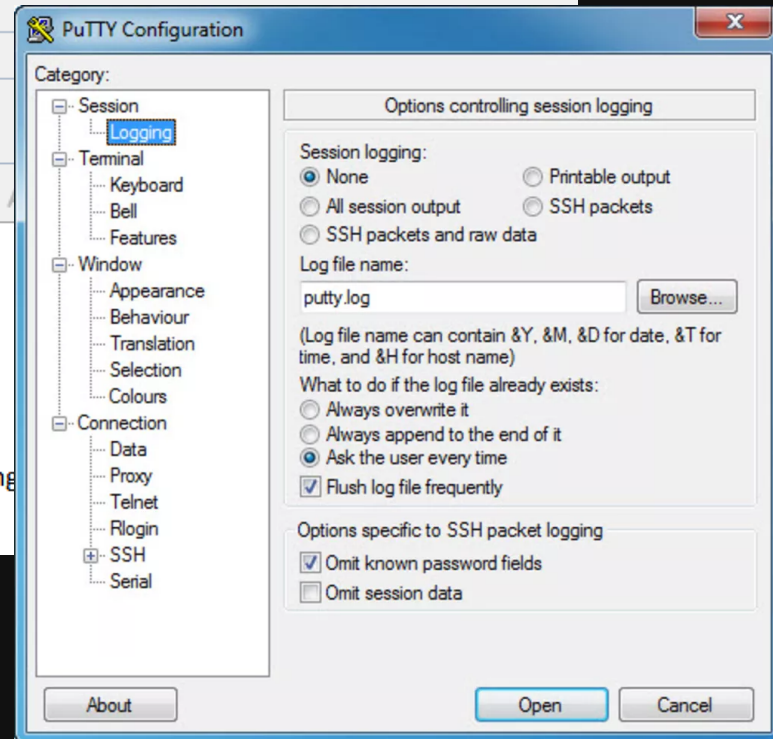 PuTTY Configuration
Category:
Session
Logging
Terminal
Keyboard
Bell
Features
Window
Appearance
Behaviour
Translation
Selection
Colours
Connection
Data
Proxy
Telnet
Rlogin
SSH
Serial
Options controlling session logging
Session logging:
None
Printable output
All session output
SSH packets
SSH packets and raw data
Log file name:
putty.log
Browse...
(Log file name can contain &Y, &M, &D for date, &T for
time, and &H for host name)
What to do if the log file already exists:
Always overwrite it
Always append to the end of it
Ask the user every time
Flush log file frequently
Options specific to SSH packet logging
Omit known password fields
Omit session data
About
Open
Cancel